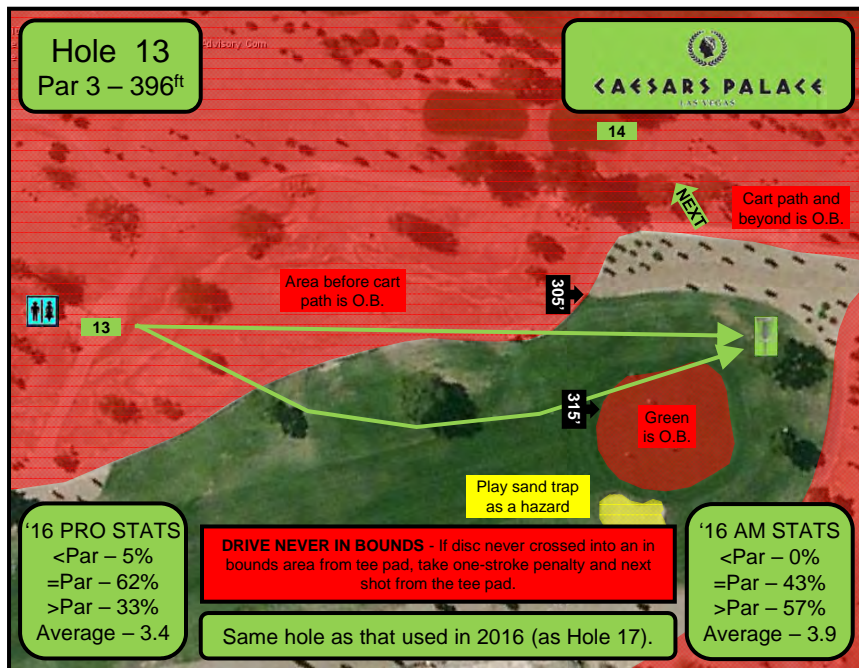 Hole 13
Par 3 – 396ft
Advisory Com
CAESARS PALACE
LAS VEGAS
14
NEXT
Cart path and
beyond is O.B.
Area before cart
path is O.B.
305'
13
315'
Green
is O.B.
Play sand trap
as a hazard
‘16 PRO STATS
<Par – 5%
=Par – 62%
>Par – 33%
Average – 3.4
DRIVE NEVER IN BOUNDS - If disc never crossed into an in
bounds area from tee pad, take one-stroke penalty and next
shot from the tee pad.
Same hole as that used in 2016 (as Hole 17).
‘16 AM STATS
<Par – 0%
=Par – 43%
>Par – 57%
Average – 3.9